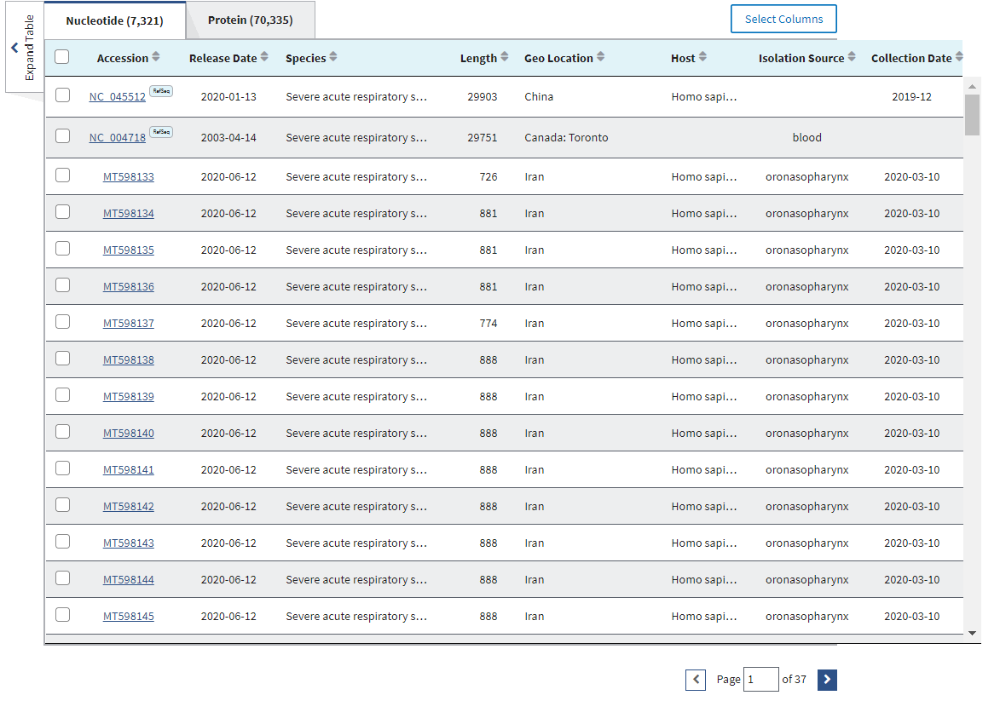 Expand Table
Nucleotide (7,321) Protein (70,335) Select Columns
Accession Release Date Species Length Geo Location Host Isolation Source Collection Date
NC_045512 RefSeq 2020-01-13 Severe acute respiratory s... 29903 China Homo sapi... 2019-12
NC_004718 RefSeq 2003-04-14 Severe acute respiratory s... 29751 Canada: Toronto blood
MT598133 2020-06-12 Severe acute respiratory s... 726 Iran Homo sapi... oronasopharynx 2020-03-10
MT598134 2020-06-12 Severe acute respiratory s... 881 Iran Homo sapi... oronasopharynx 2020-03-10
MT598135 2020-06-12 Severe acute respiratory s... 881 Iran Homo sapi... oronasopharynx 2020-03-10
MT598136 2020-06-12 Severe acute respiratory s... 881 Iran Homo sapi... oronasopharynx 2020-03-10
MT598137 2020-06-12 Severe acute respiratory s... 774 Iran Homo sapi... oronasopharynx 2020-03-10
MT598138 2020-06-12 Severe acute respiratory s... 888 Iran Homo sapi... oronasopharynx 2020-03-10
MT598139 2020-06-12 Severe acute respiratory s... 888 Iran Homo sapi... oronasopharynx 2020-03-10
MT598140 2020-06-12 Severe acute respiratory s... 888 Iran Homo sapi... oronasopharynx 2020-03-10
MT598141 2020-06-12 Severe acute respiratory s... 888 Iran Homo sapi... oronasopharynx 2020-03-10
MT598142 2020-06-12 Severe acute respiratory s... 888 Iran Homo sapi... oronasopharynx 2020-03-10
MT598143 2020-06-12 Severe acute respiratory s... 888 Iran Homo sapi... oronasopharynx 2020-03-10
MT598144 2020-06-12 Severe acute respiratory s... 888 Iran Homo sapi... oronasopharynx 2020-03-10
MT598145 2020-06-12 Severe acute respiratory s... 888 Iran Homo sapi... oronasopharynx 2020-03-10
Page 1 of 37